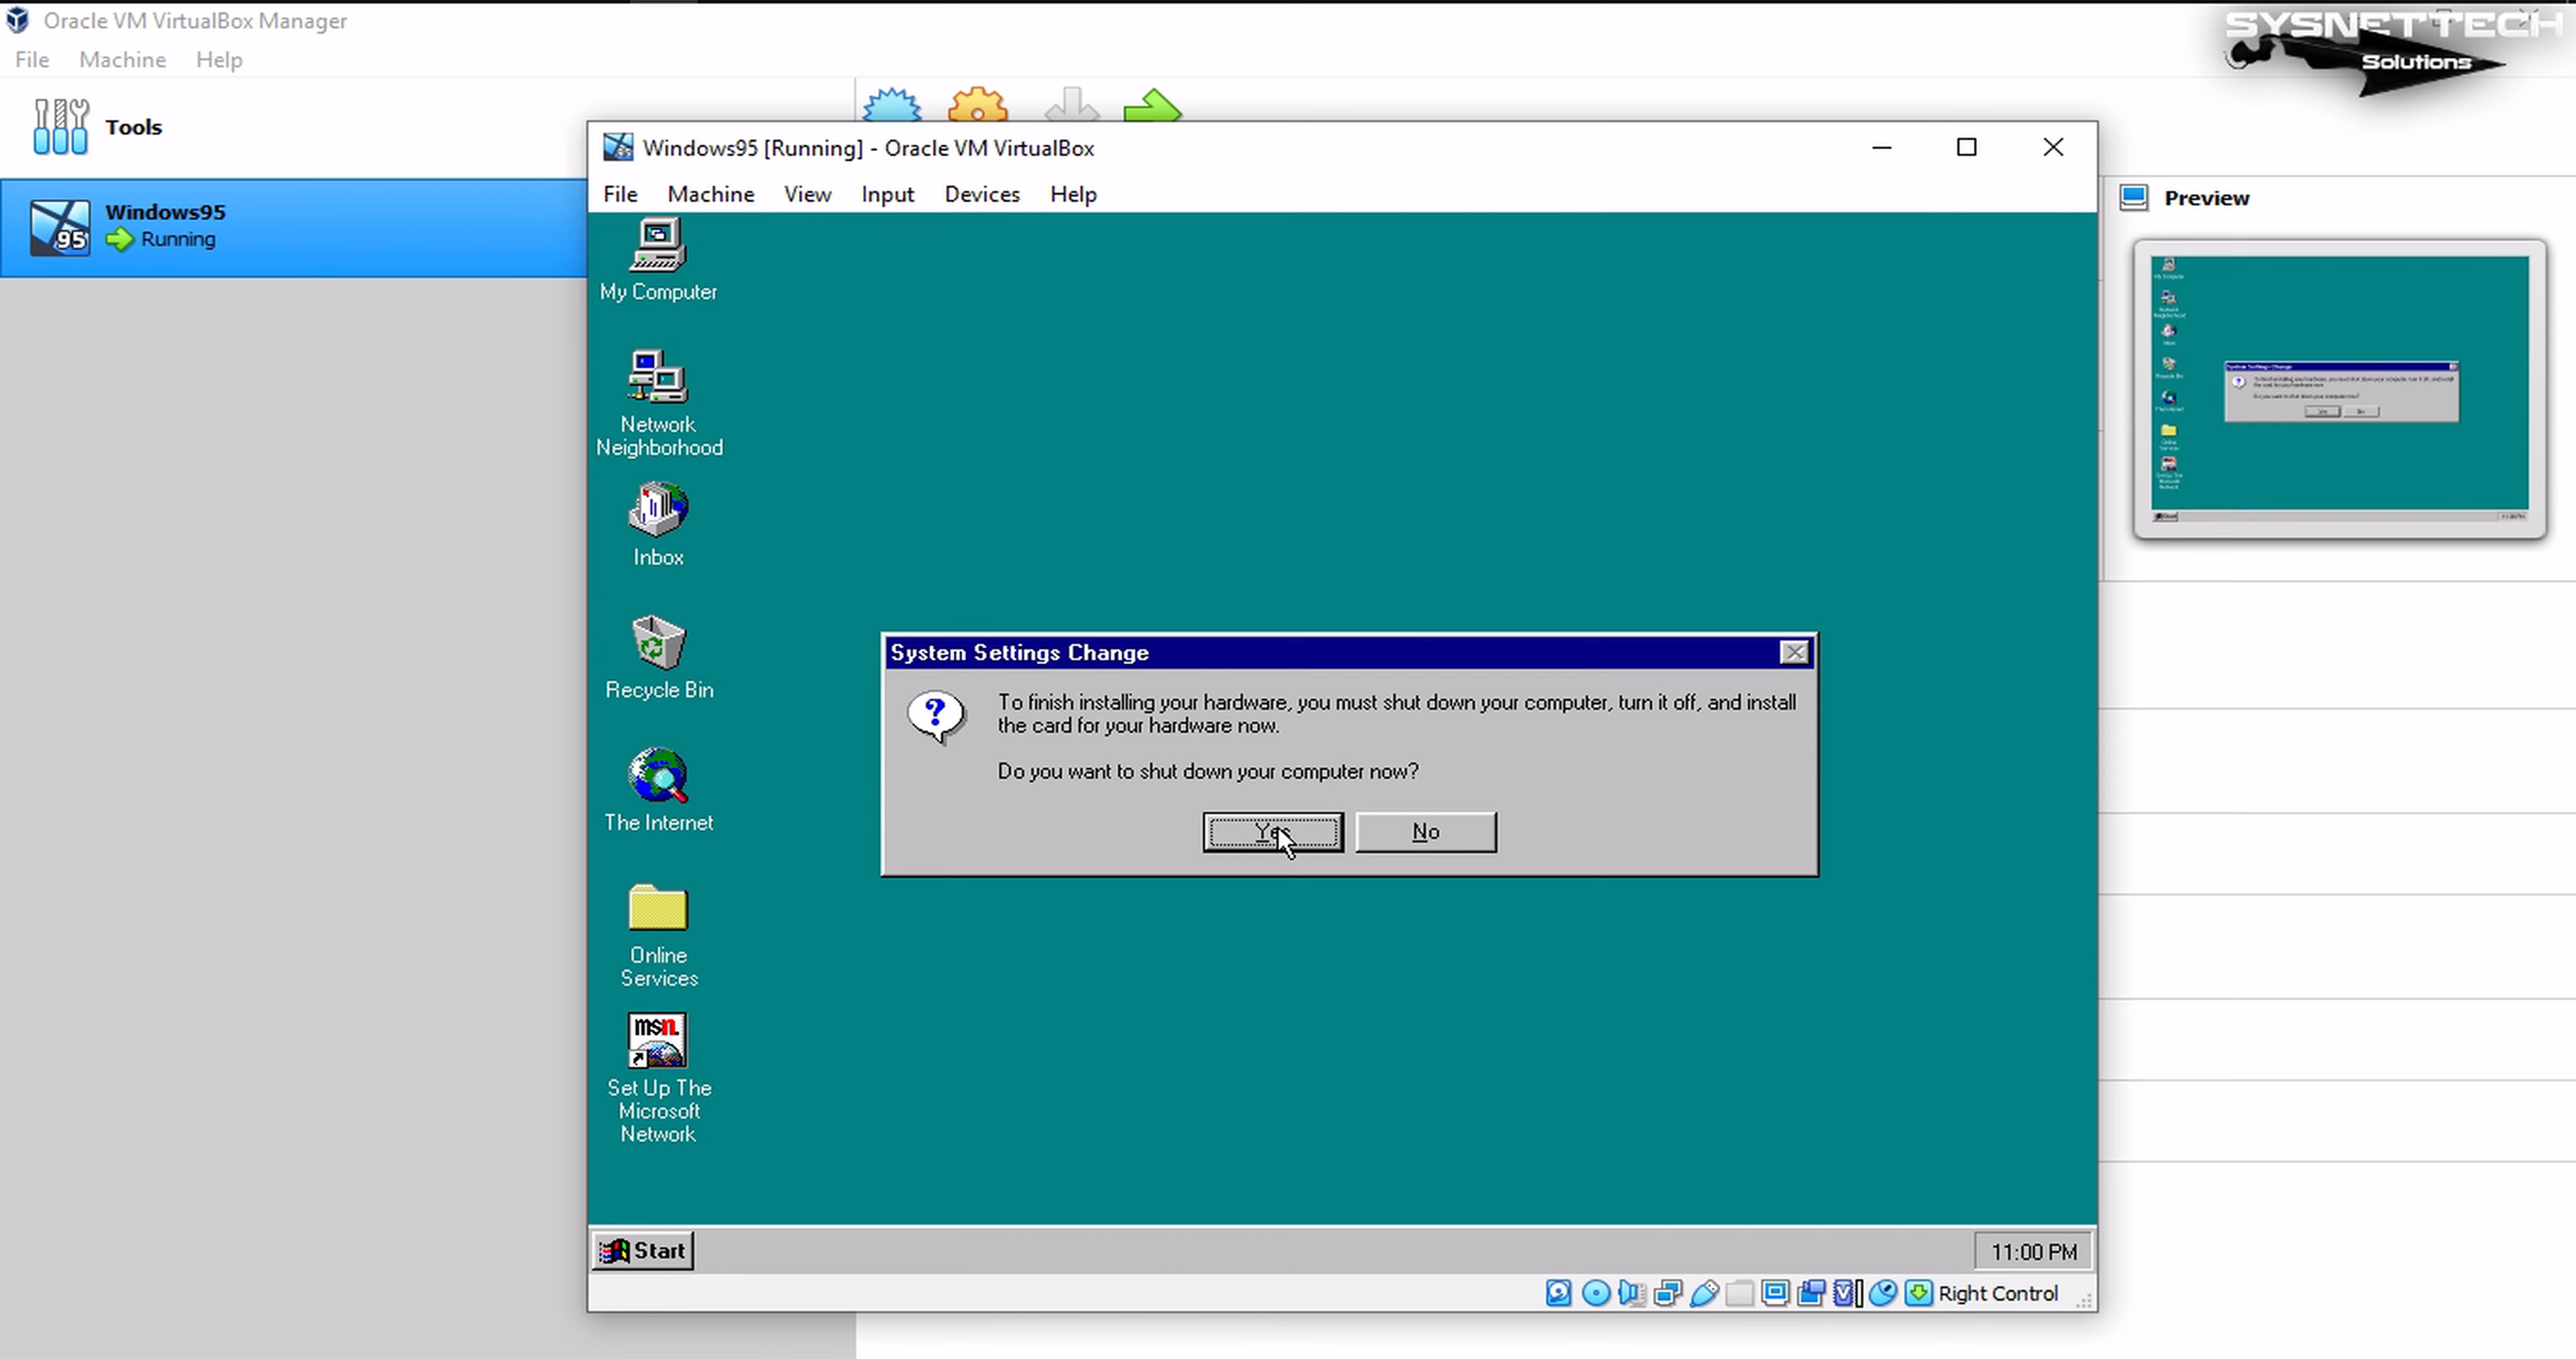 Oracle VM VirtualBox Manager
SYSNETTECH
Solutions
File Machine Help
Tools
Windows95
Running
95
Windows95 [Running] - Oracle VM VirtualBox
File Machine View Input Devices Help
Preview
My Computer
Network
Neighborhood
Inbox
Recycle Bin
The Internet
Online
Services
msn.
Set Up The
Microsoft
Network
System Settings Change
To finish installing your hardware, you must shut down your computer, turn it off, and install
the card for your hardware now.
Do you want to shut down your computer now?
Yes No
Start
11:00 PM
Right Control